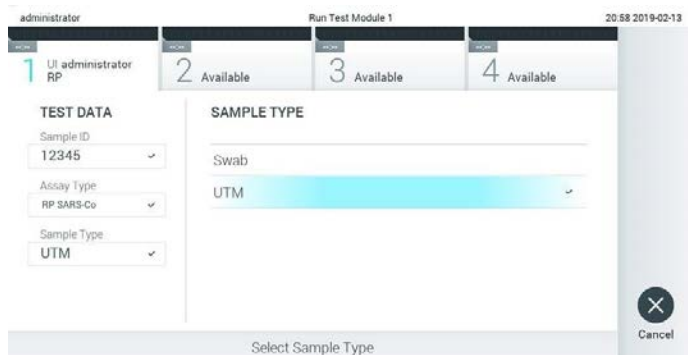 administrator Run Test Module 1 20:58 2019-02-13
1 UI administrator RP
2 Available
3 Available
4 Available
TEST DATA
Sample ID
12345
Assay Type
RP SARS-Co
Sample Type
UTM
SAMPLE TYPE
Swab
UTM
Select Sample Type
Cancel